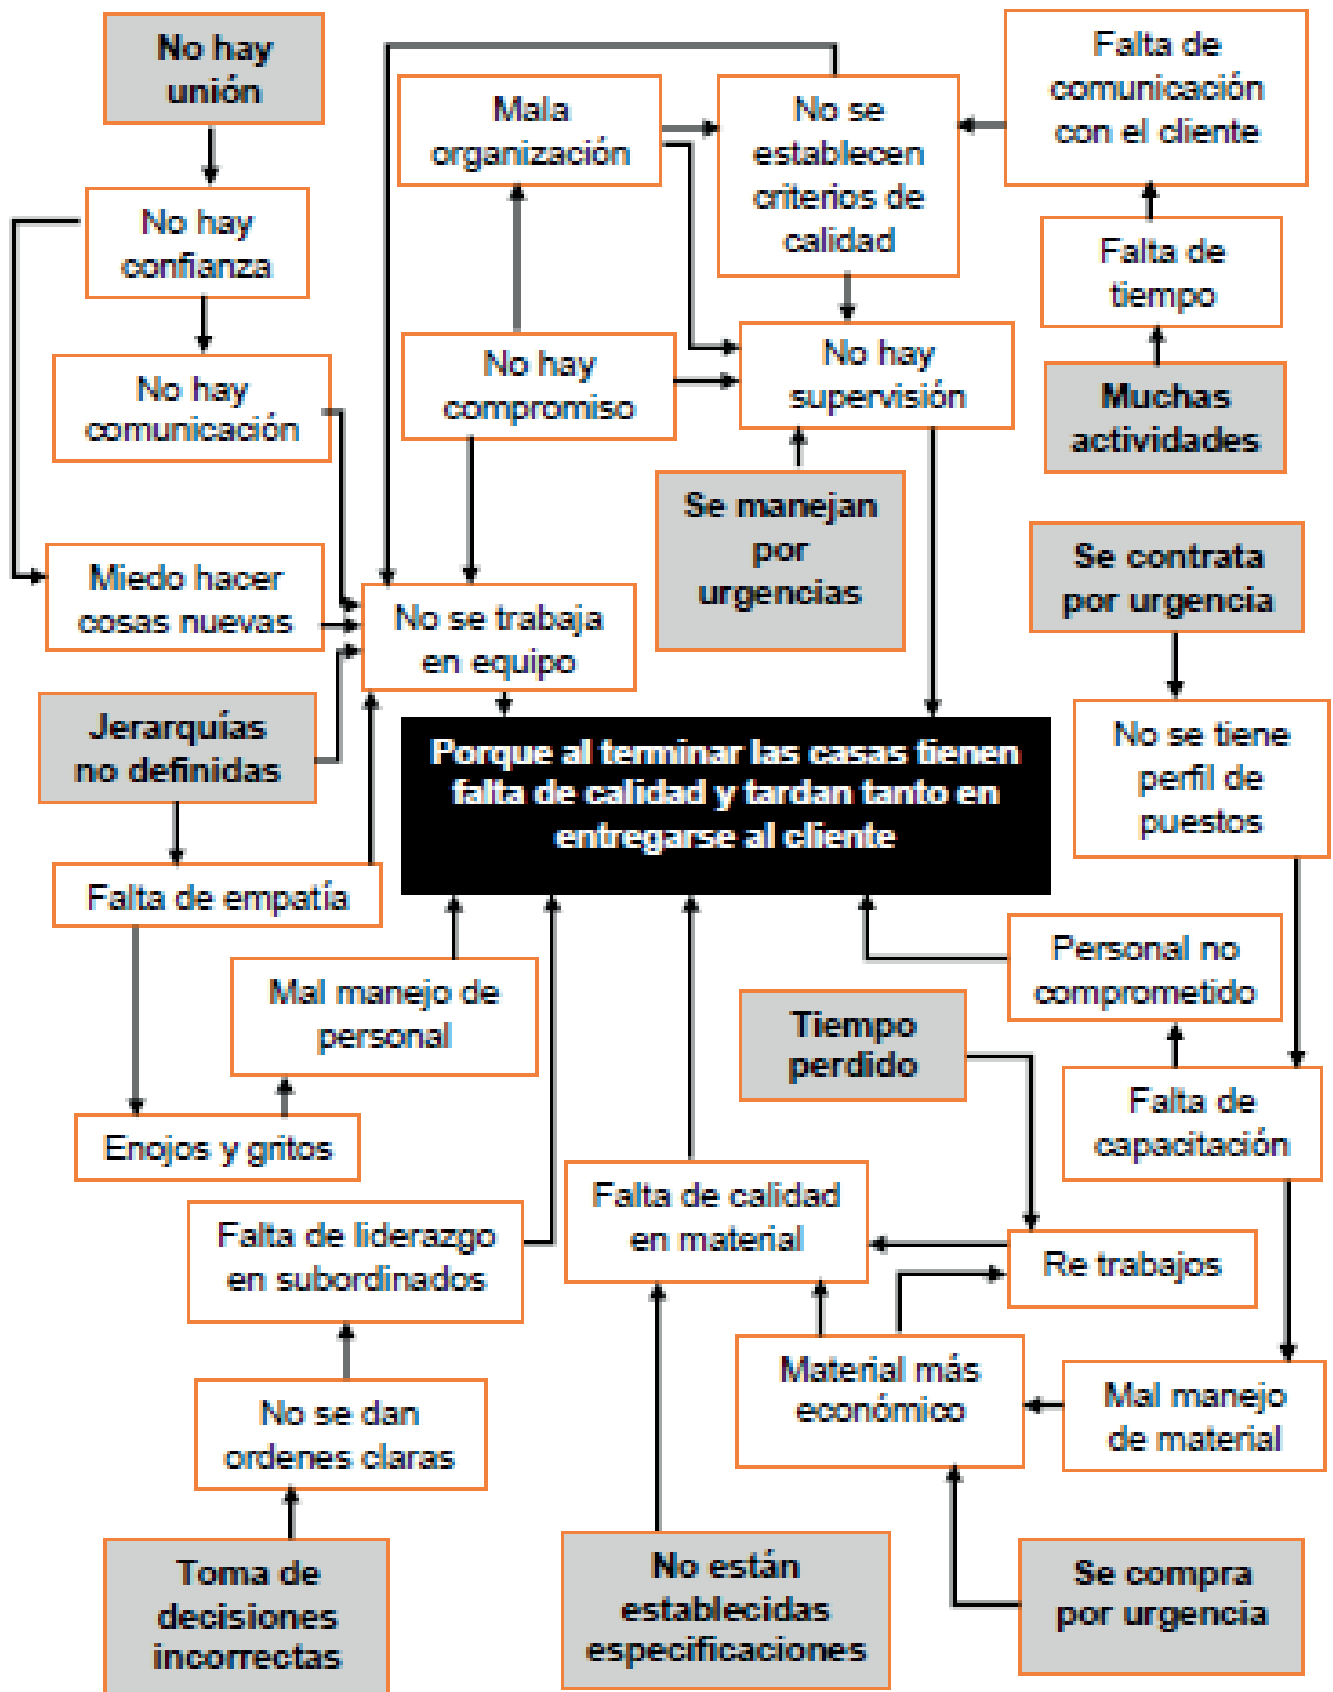 No hay
unión
Mala
organización
No se
establecen
criterios de
calidad
Falta de
comunicación
con el cliente
No hay
confianza
Falta de
tiempo
No hay
comunicación
No hay
compromiso
No hay
supervisión
Muchas
actividades
Se manejan
por
urgencias
Se contrata
por urgencia
Miedo hacer
cosas nuevas
No se trabaja
en equipo
Jerarquías
no definidas
Porque al terminar las casas tienen
falta de calidad y tardan tanto en
entregarse al cliente
No se tiene
perfil de
puestos
Falta de empatía
Mal manejo de
personal
Personal no
comprometido
Tiempo
perdido
Enojos y gritos
Falta de
capacitación
Falta de liderazgo
en subordinados
Falta de calidad
en material
Re trabajos
No se dan
ordenes claras
Material más
económico
Mal manejo
de material
Toma de
decisiones
incorrectas
No están
establecidas
especificaciones
Se compra
por urgencia